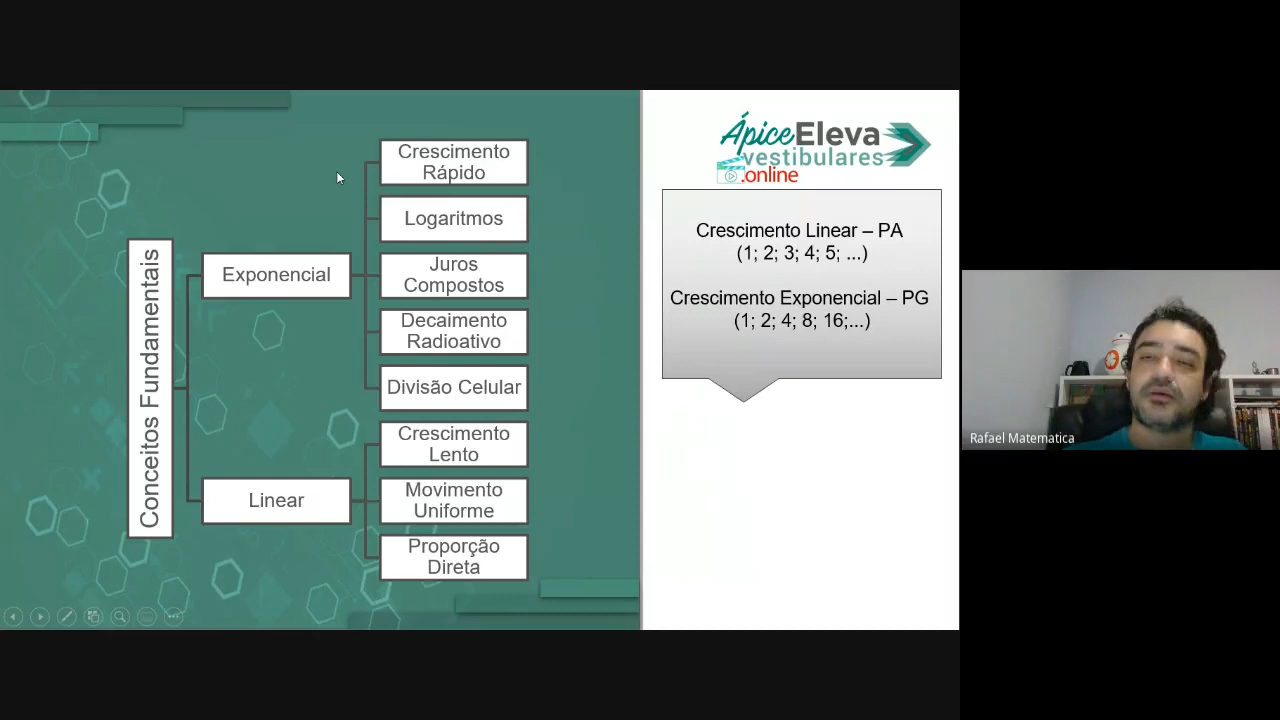 Conceitos Fundamentais
Exponencial
Crescimento
Rápido
Logaritmos
Juros
Compostos
Decaimento
Radioativo
Divisão Celular
Linear
Crescimento
Lento
Movimento
Uniforme
Proporção
Direta
ÁpiceEleva
vestibulares
.online
Crescimento Linear – PA
(1; 2; 3; 4; 5; ...)
Crescimento Exponencial – PG
(1; 2; 4; 8; 16;...)
Rafael Matematica